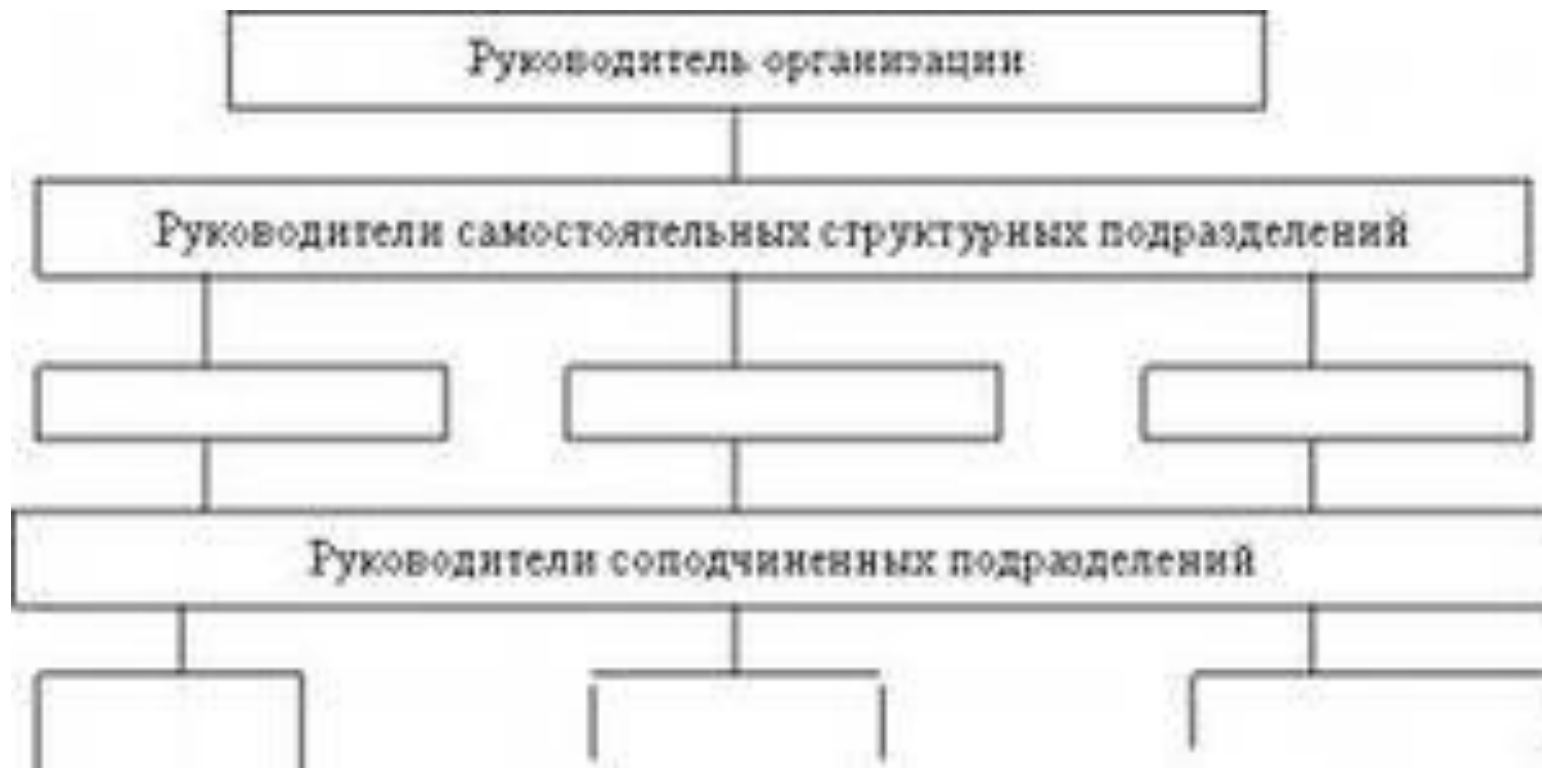 Руководитель организации
Руководители самостоятельных структурных подразделений
Руководители соподчиненных подразделений